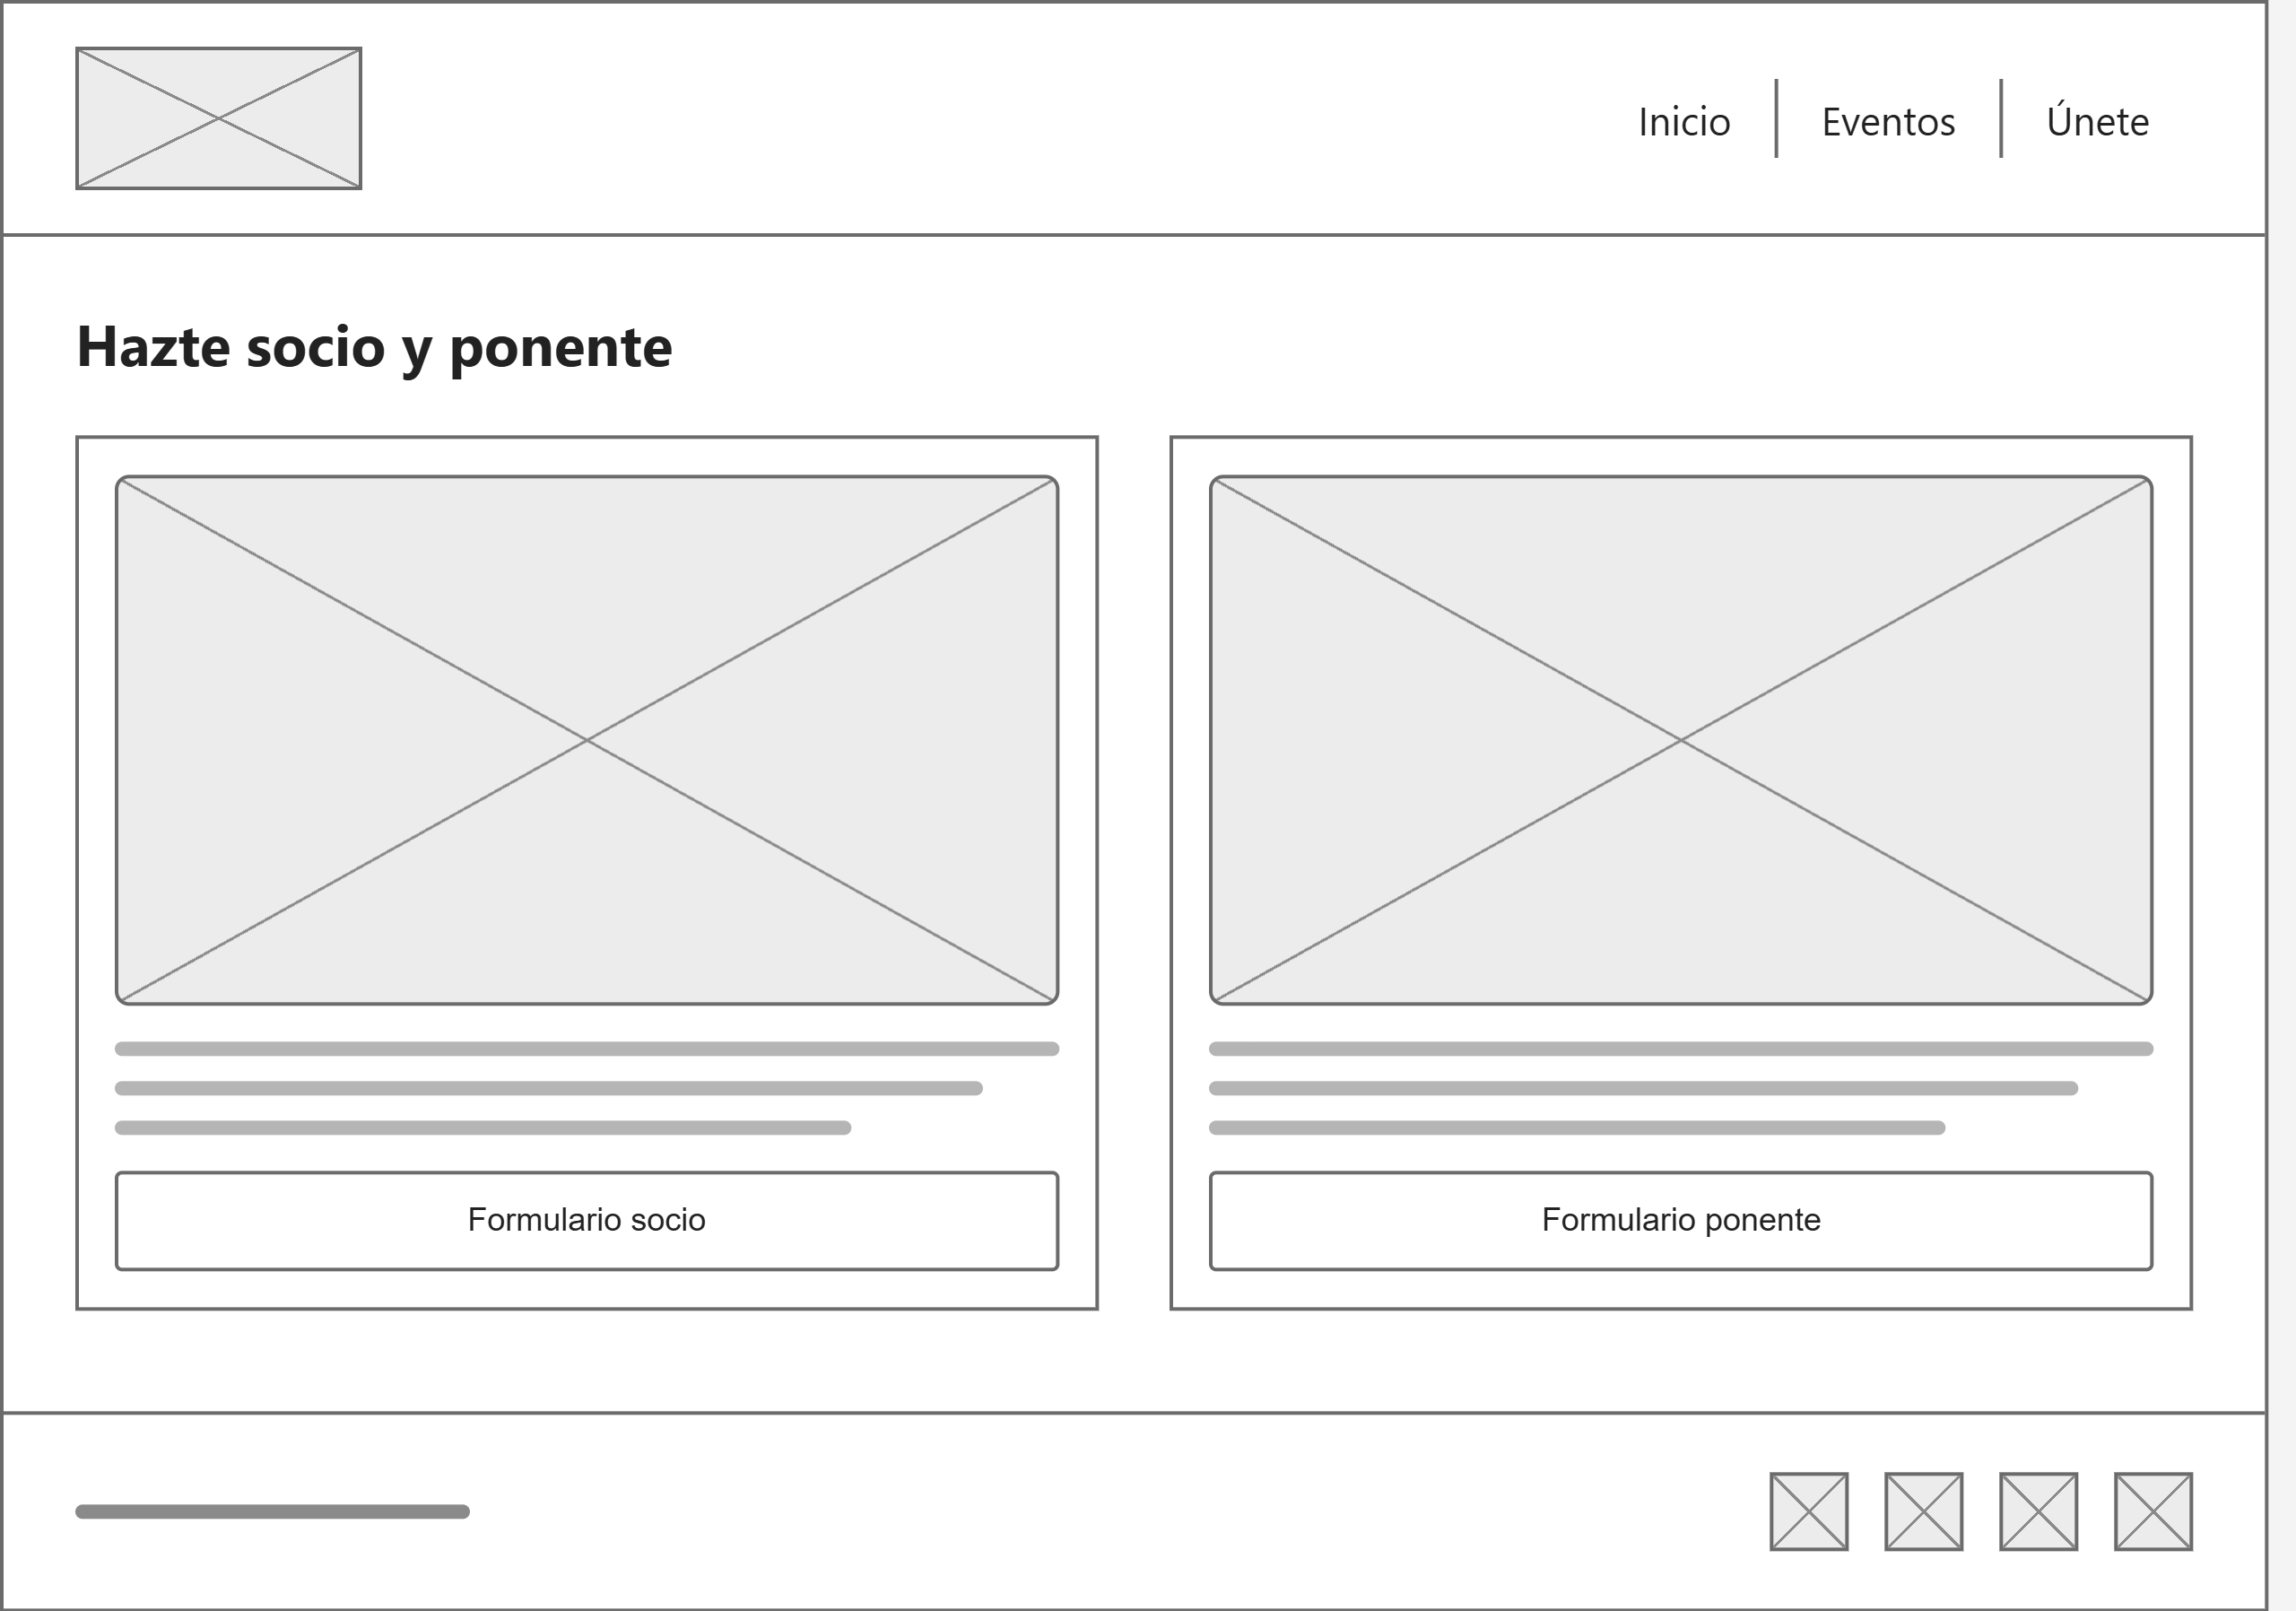 Inicio
Eventos
Únete
Hazte socio y ponente
Formulario socio
Formulario ponente